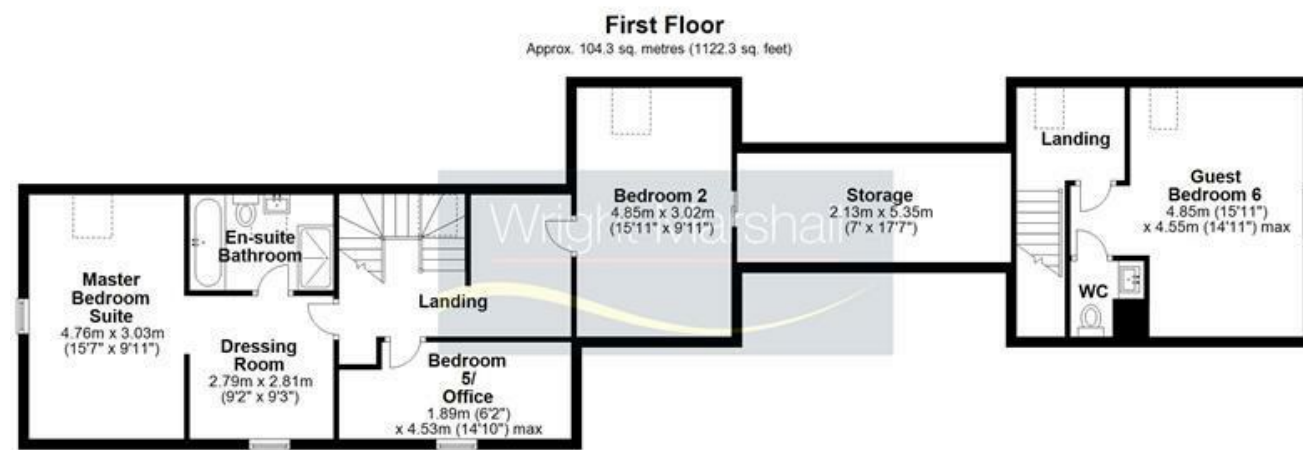 First Floor
Approx. 104.3 sq. metres (1122.3 sq. feet)
Landing
Guest
Bedroom 6
4.85m (15'11")
x 4.55m (14'11") max
Bedroom 2
4.85m x 3.02m
(15'11" x 9'11")
Storage
2.13m x 5.35m
(7' x 17'7")
Wright Marshall
En-suite
Bathroom
Master
Bedroom
Suite
4.76m x 3.03m
(15'7" x 9'11")
Landing
WC
Dressing
Room
2.79m x 2.81m
(9'2" x 9'3")
Bedroom
5/
Office
1.89m (6'2")
x 4.53m (14'10") max